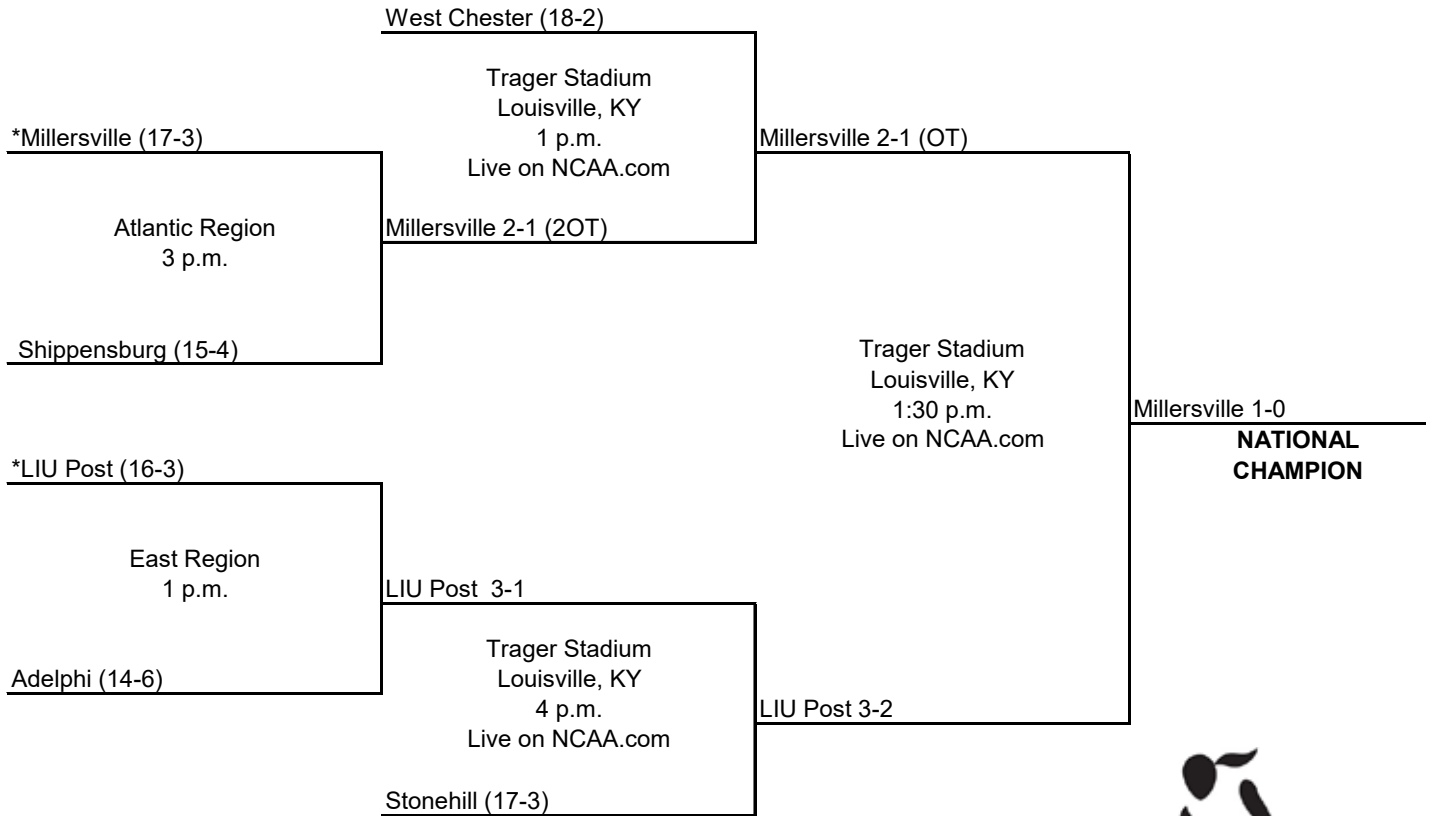 West Chester (18-2)
Trager Stadium
Louisville, KY
1 p.m.
Live on NCAA.com
*Millersville (17-3)
Millersville 2-1 (OT)
Atlantic Region
3 p.m.
Millersville 2-1 (2OT)
Shippensburg (15-4)
Trager Stadium
Louisville, KY
1:30 p.m.
Live on NCAA.com
Millersville 1-0
NATIONAL
CHAMPION
*LIU Post (16-3)
East Region
1 p.m.
LIU Post  3-1
Adelphi (14-6)
Trager Stadium
Louisville, KY
4 p.m.
Live on NCAA.com
LIU Post 3-2
Stonehill (17-3)